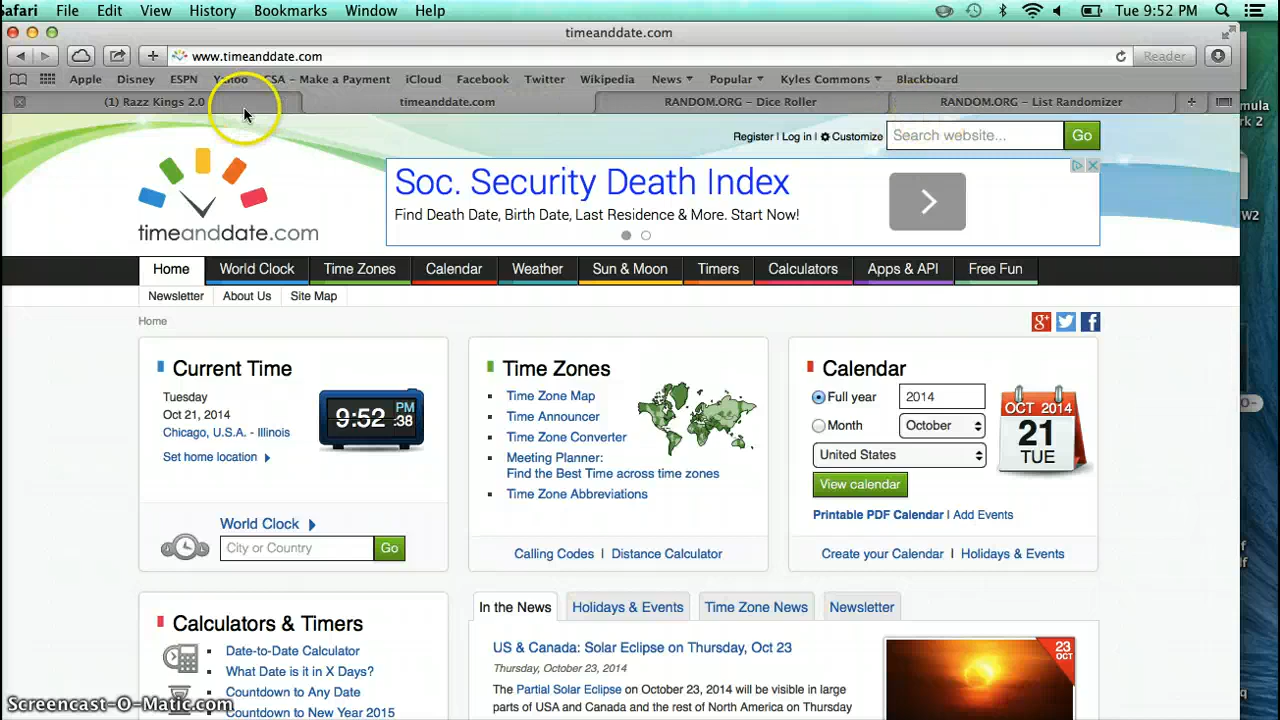 Safari File Edit View History Bookmarks Window Help Tue 9:52 PM
timeanddate.com
www.timeanddate.com Reader
Apple Disney ESPN Yahoo CSA - Make a Payment iCloud Facebook Twitter Wikipedia News Popular Kyles Commons Blackboard
(1) Razz Kings 2.0 timeanddate.com RANDOM.ORG - Dice Roller RANDOM.ORG - List Randomizer
Register | Log in | Customize Search website... Go
Soc. Security Death Index
Find Death Date, Birth Date, Last Residence & More. Start Now!
timeanddate.com
Home World Clock Time Zones Calendar Weather Sun & Moon Timers Calculators Apps & API Free Fun
Newsletter About Us Site Map
Home
Current Time
Tuesday
Oct 21, 2014
Chicago, U.S.A. - Illinois
Set home location
9:52 PM :38
World Clock
City or Country Go
Time Zones
Time Zone Map
Time Announcer
Time Zone Converter
Meeting Planner:
Find the Best Time across time zones
Time Zone Abbreviations
Calling Codes | Distance Calculator
Calendar
Full year 2014
Month October
United States
View calendar
OCT 2014
21
TUE
Printable PDF Calendar | Add Events
Create your Calendar | Holidays & Events
Calculators & Timers
Date-to-Date Calculator
What Date is it in X Days?
Countdown to Any Date
Countdown to New Year 2015
In the News Holidays & Events Time Zone News Newsletter
US & Canada: Solar Eclipse on Thursday, Oct 23
Thursday, October 23, 2014
The Partial Solar Eclipse on October 23, 2014 will be visible in large
parts of USA and Canada and the rest of North America on Thursday
23
OCT
Screencast-O-Matic.com